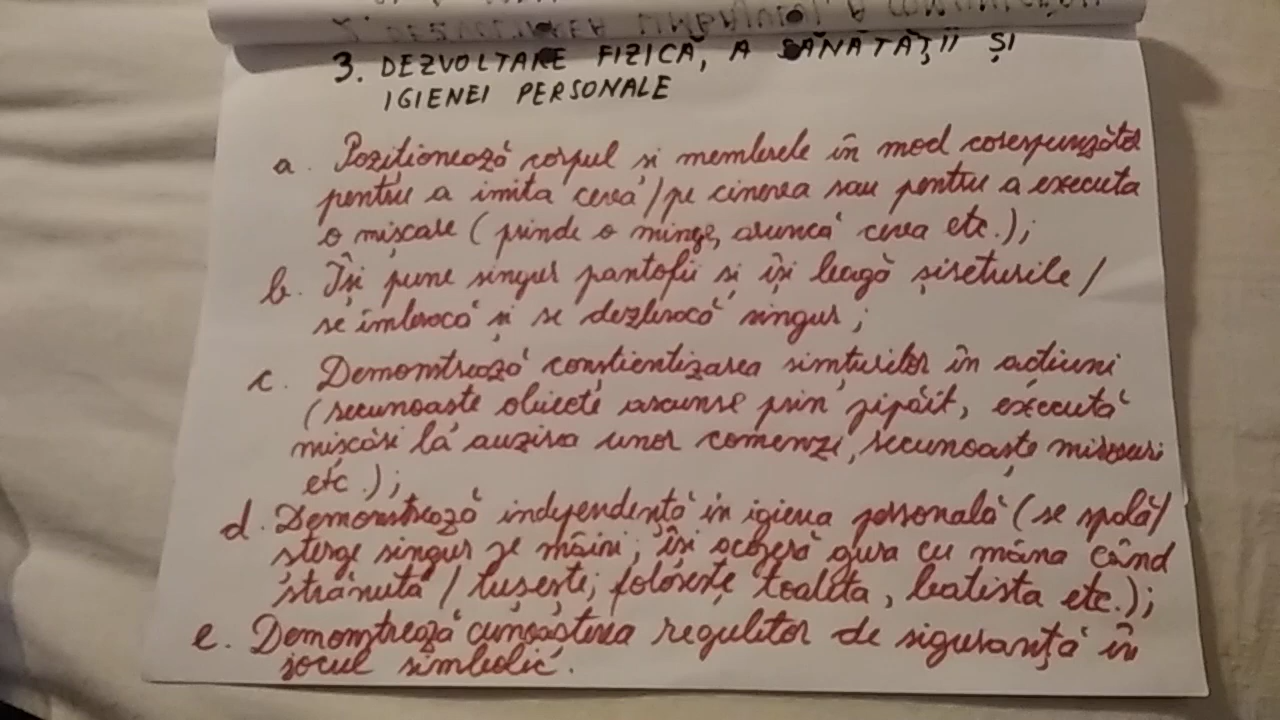 2. DEZVOLTAREA LIMBAJULUI, A COMUNICĂRII
3. DEZVOLTARE FIZICĂ, A SĂNĂTĂȚII ȘI
IGIENEI PERSONALE
a. Poziționează corpul și membrele în mod corespunzător
pentru a imita ceva / pe cineva sau pentru a executa
o mișcare (prinde o minge, aruncă ceva etc.);
b. Își pune singur pantofii și își leagă șireturile /
se îmbracă și se dezbracă singur;
c. Demonstrează conștientizarea simțurilor în acțiuni
(recunoaște obiecte ascunse prin pipăit, execută
mișcări la auzirea unor comenzi, recunoaște mirosuri
etc.);
d. Demonstrează independență în igiena personală (se spală/
șterge singur pe mâini; își acoperă gura cu mâna când
strănută / tușește; folosește toaleta, batista etc.);
e. Demonstrează cunoașterea regulilor de siguranță în
jocul simbolic.